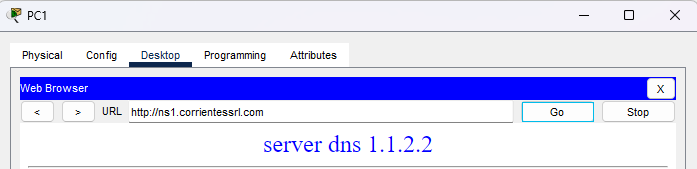 PC1
Physical Config Desktop Programming Attributes
Web Browser X
< > URL http://ns1.corrientessrl.com Go Stop
server dns 1.1.2.2